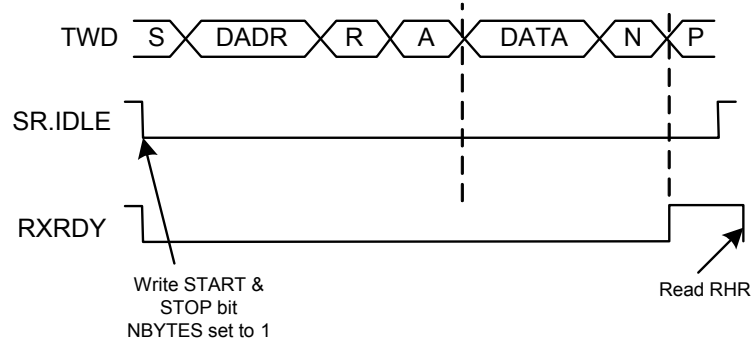 TWD S DADR R A DATA N P
SR.IDLE
RXRDY
Write START &
STOP bit
NBYTES set to 1
Read RHR